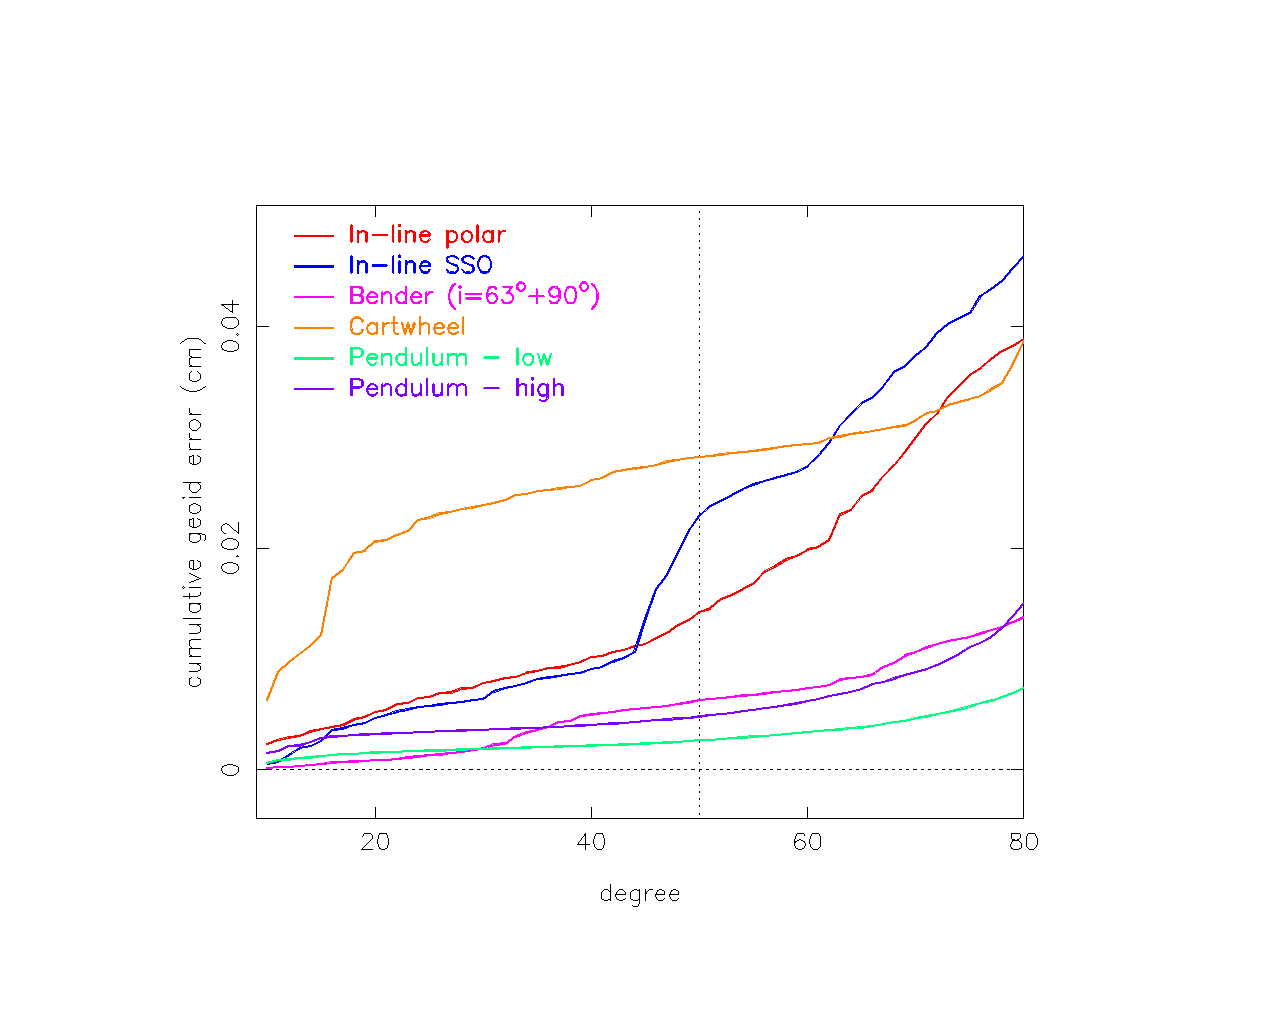 In-line polar
In-line SSO
Bender (i=63°+90°)
Cartwheel
Pendulum - low
Pendulum - high
cumulative geoid error (cm)
0.04
0.02
0
20 40 60 80
degree